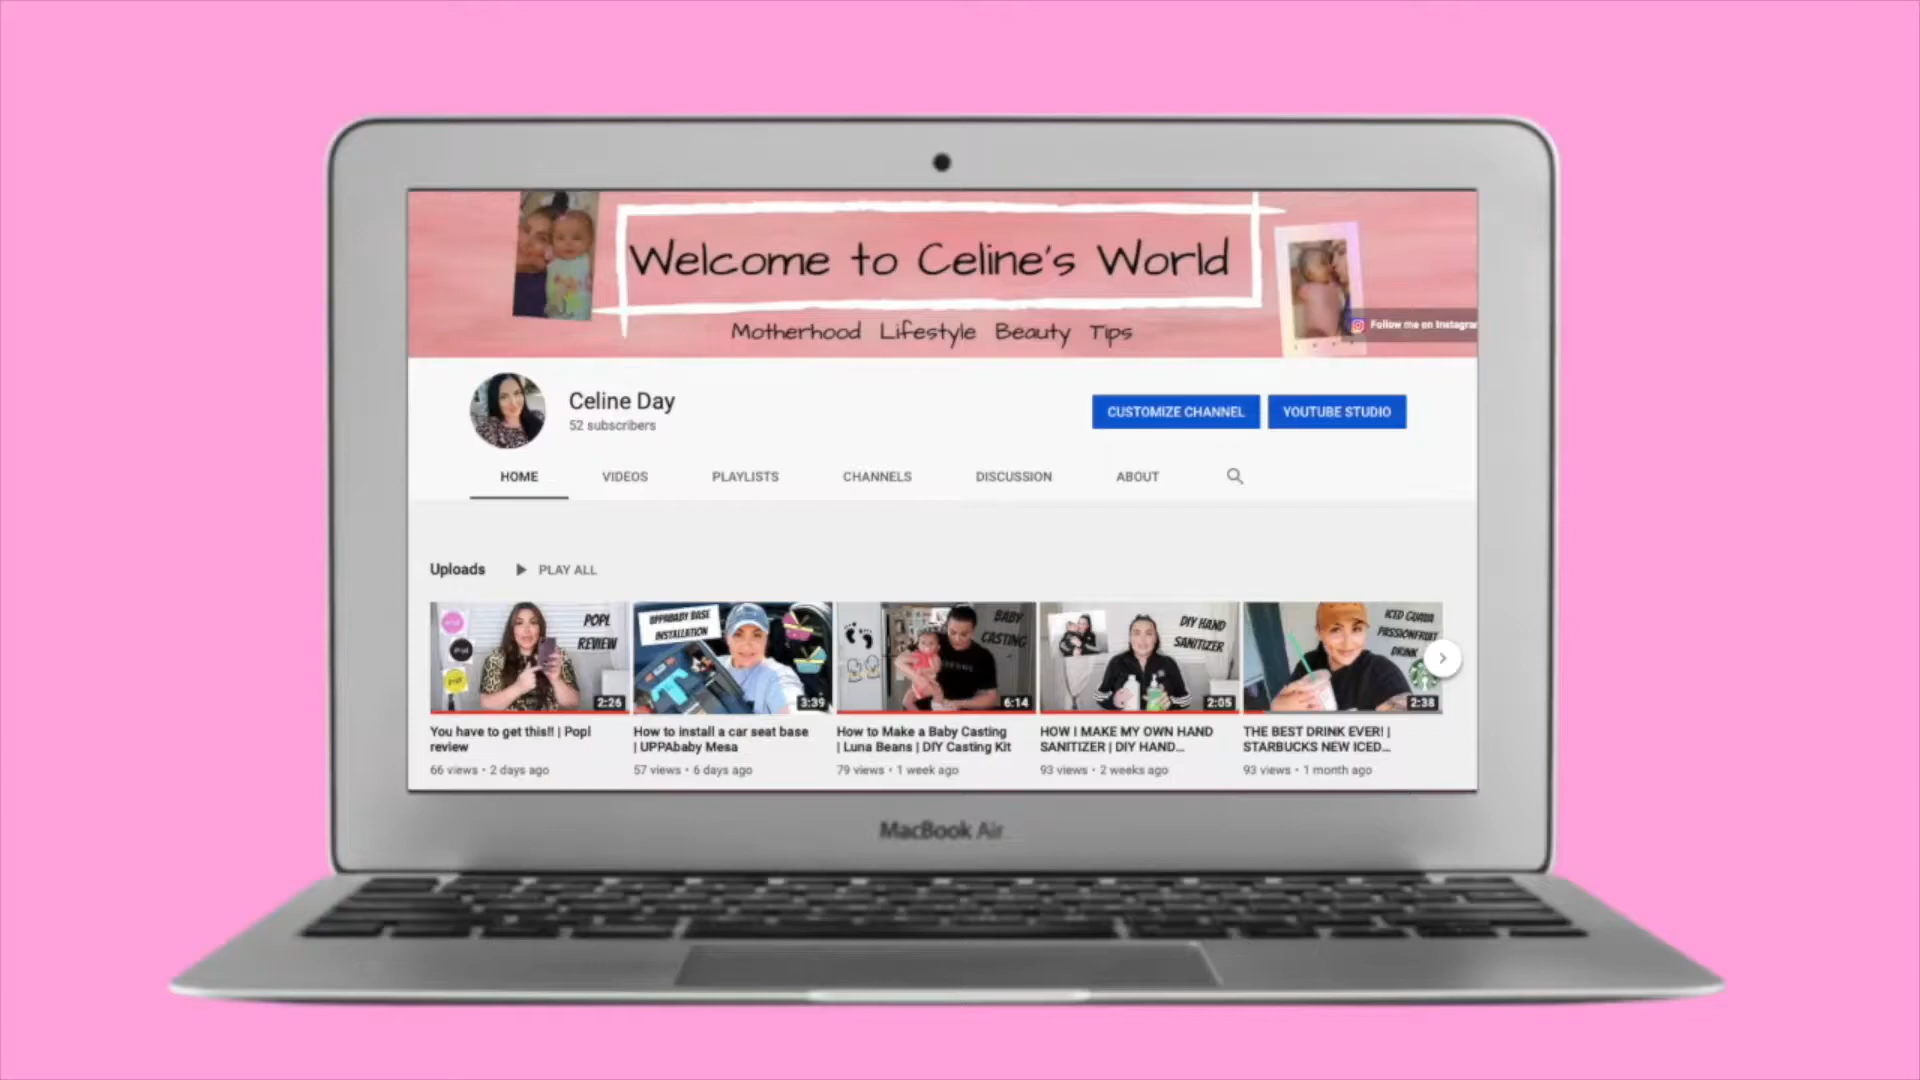 Welcome to Celine's World
Motherhood Lifestyle Beauty Tips
Follow me on Instagram
Celine Day
52 subscribers
CUSTOMIZE CHANNEL
YOUTUBE STUDIO
HOME VIDEOS PLAYLISTS CHANNELS DISCUSSION ABOUT
Uploads PLAY ALL
POPL
REVIEW
2:26
UPPABABY BASE
INSTALLATION
3:39
BABY
CASTING
6:14
DIY HAND
SANITIZER
2:05
ICED GUAVA
PASSIONFRUIT
DRINK
2:38
You have to get this!! | Popl
review
66 views • 2 days ago
How to install a car seat base
| UPPAbaby Mesa
57 views • 6 days ago
How to Make a Baby Casting
| Luna Beans | DIY Casting Kit
79 views • 1 week ago
HOW I MAKE MY OWN HAND
SANITIZER | DIY HAND...
93 views • 2 weeks ago
THE BEST DRINK EVER! |
STARBUCKS NEW ICED...
93 views • 1 month ago
MacBook Air